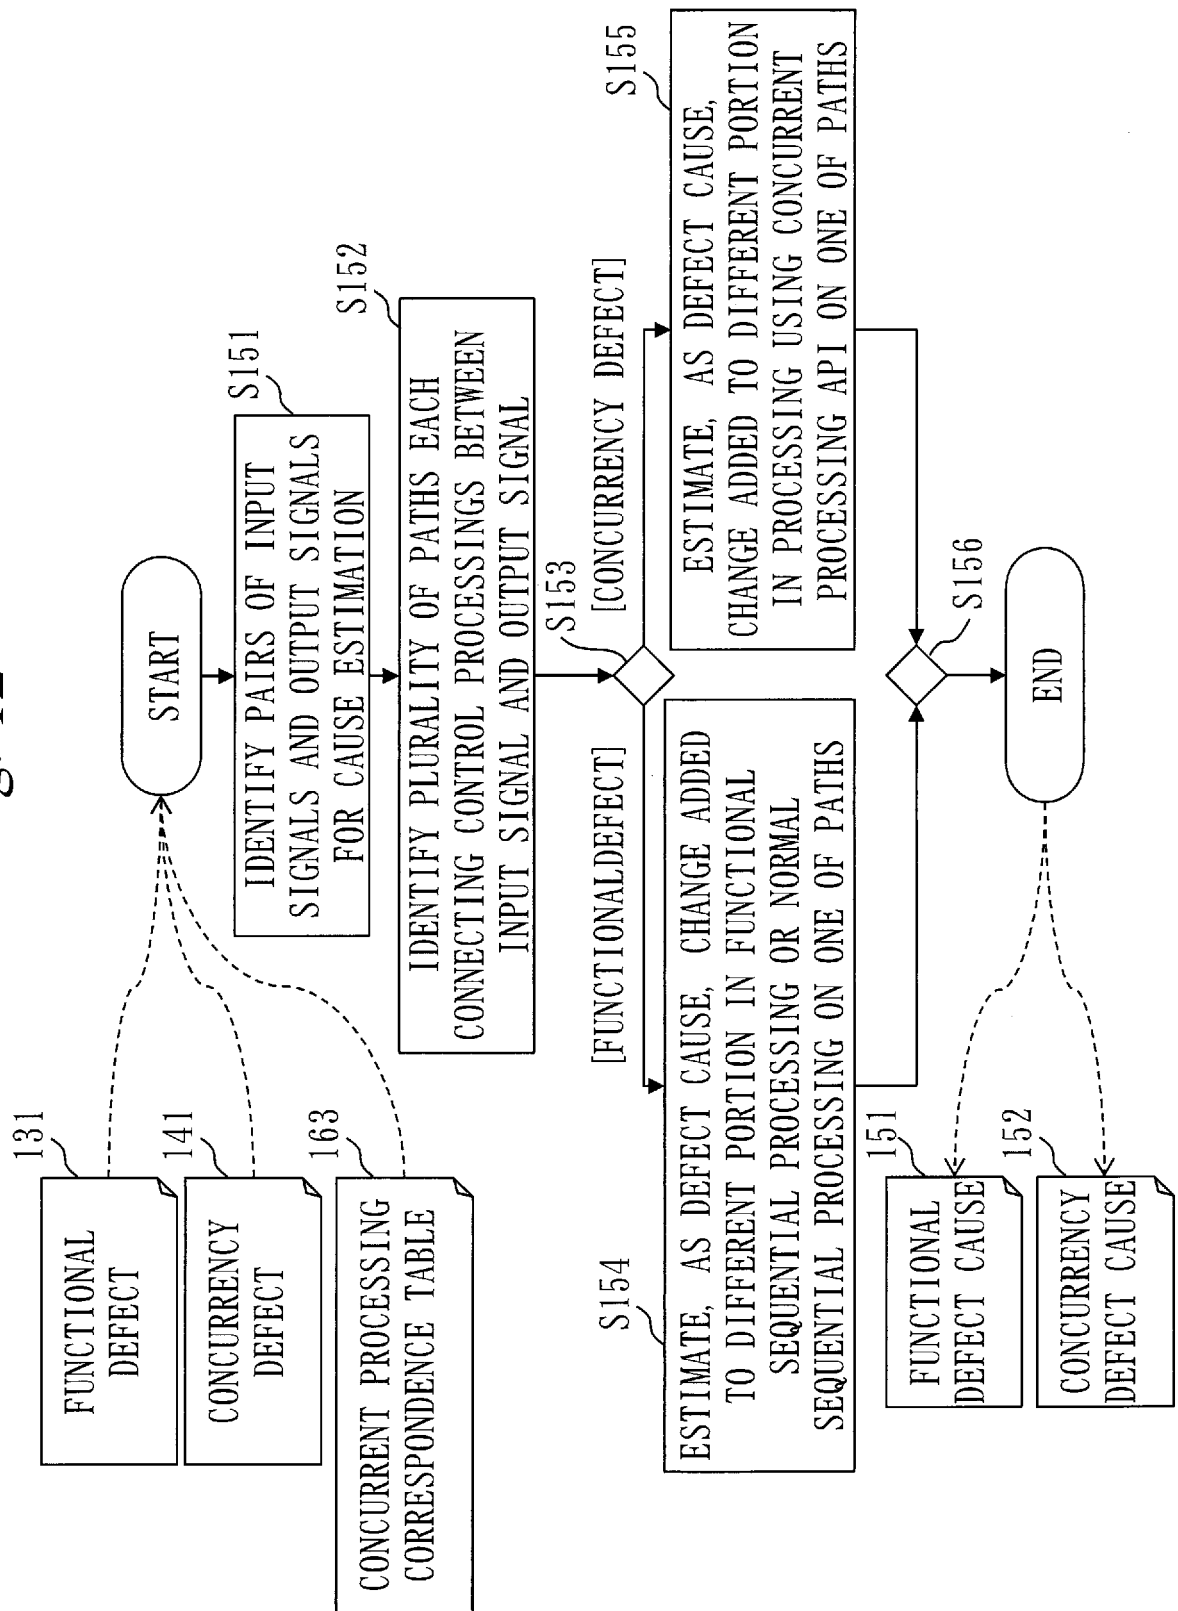 131
FUNCTIONAL
DEFECT
141
CONCURRENCY
DEFECT
163
CONCURRENT PROCESSING
CORRESPONDENCE TABLE
START
S151
IDENTIFY PAIRS OF INPUT
SIGNALS AND OUTPUT SIGNALS
FOR CAUSE ESTIMATION
S152
IDENTIFY PLURALITY OF PATHS EACH
CONNECTING CONTROL PROCESSINGS BETWEEN
INPUT SIGNAL AND OUTPUT SIGNAL
S153
[FUNCTIONALDEFECT]
[CONCURRENCY DEFECT]
S154
ESTIMATE, AS DEFECT CAUSE, CHANGE ADDED
TO DIFFERENT PORTION IN FUNCTIONAL
SEQUENTIAL PROCESSING OR NORMAL
SEQUENTIAL PROCESSING ON ONE OF PATHS
S155
ESTIMATE, AS DEFECT CAUSE,
CHANGE ADDED TO DIFFERENT PORTION
IN PROCESSING USING CONCURRENT
PROCESSING API ON ONE OF PATHS
S156
END
151
FUNCTIONAL
DEFECT CAUSE
152
CONCURRENCY
DEFECT CAUSE